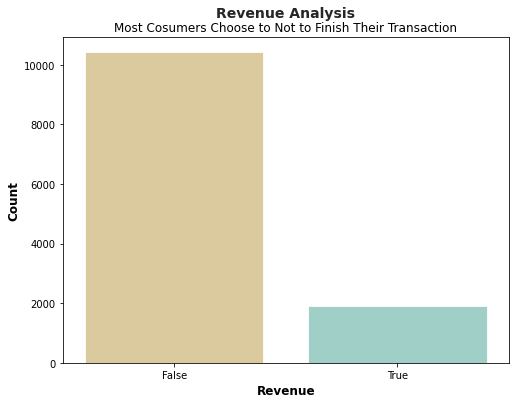 Revenue Analysis
Most Cosumers Choose to Not to Finish Their Transaction
10000
8000
6000
4000
2000
0
Count
False
True
Revenue